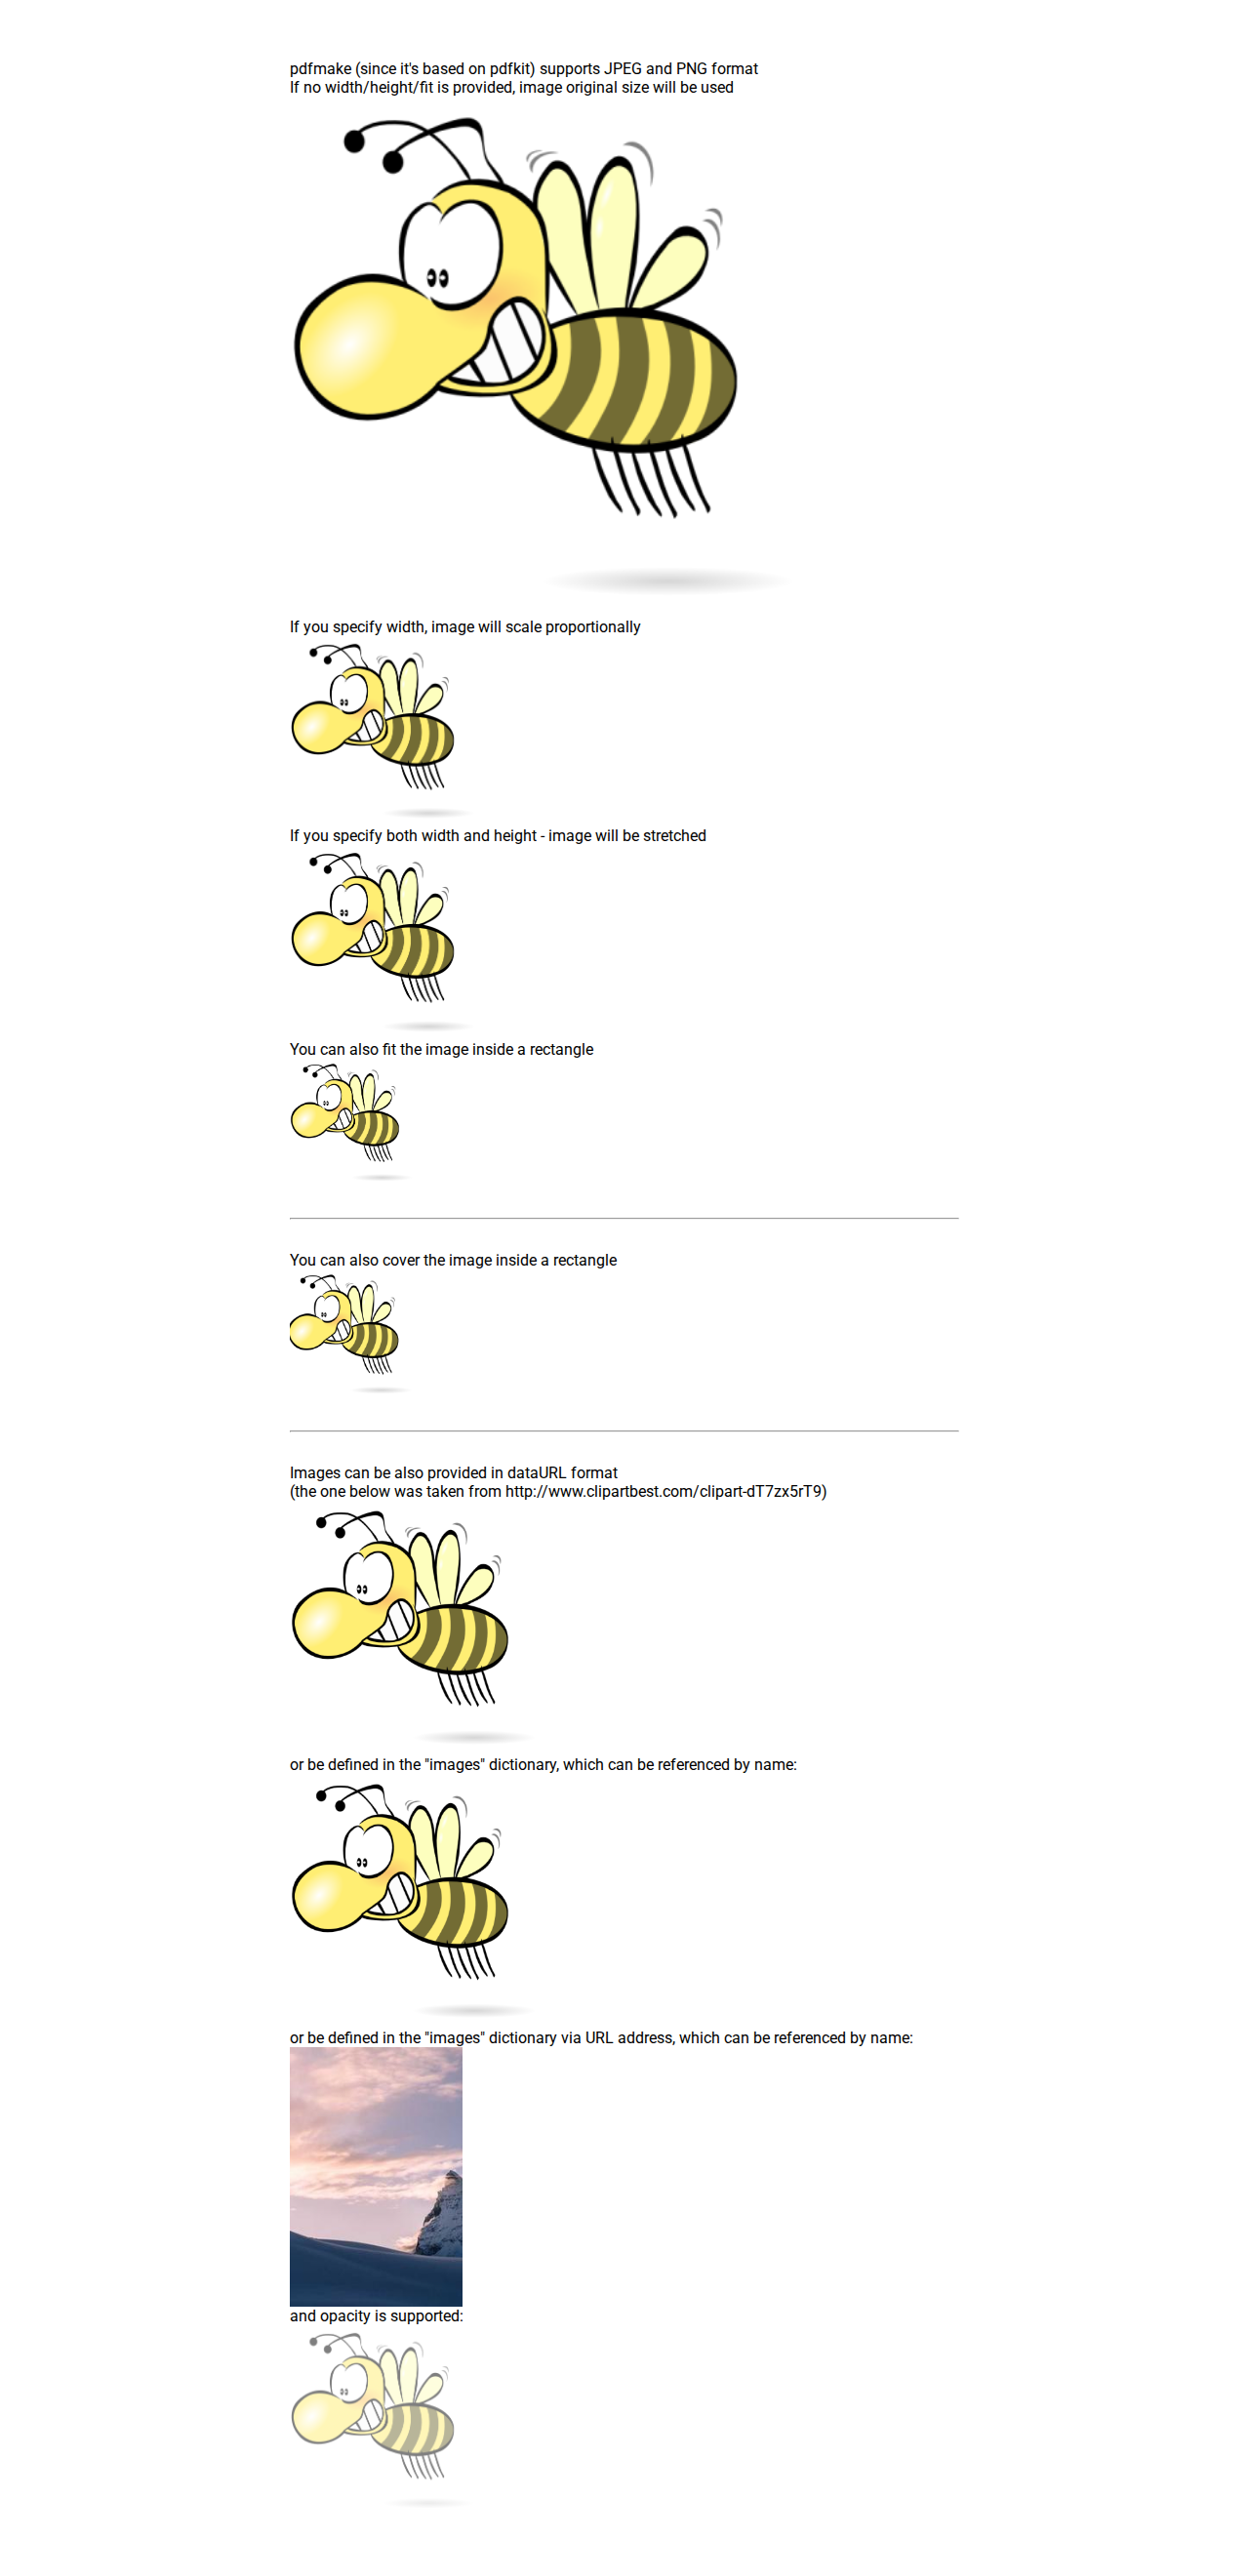 pdfmake (since it's based on pdfkit) supports JPEG and PNG format
If no width/height/fit is provided, image original size will be used
If you specify width, image will scale proportionally
If you specify both width and height - image will be stretched
You can also fit the image inside a rectangle
You can also cover the image inside a rectangle
Images can be also provided in dataURL format
(the one below was taken from http://www.clipartbest.com/clipart-dT7zx5rT9)
or be defined in the "images" dictionary, which can be referenced by name:
or be defined in the "images" dictionary via URL address, which can be referenced by name:
and opacity is supported: